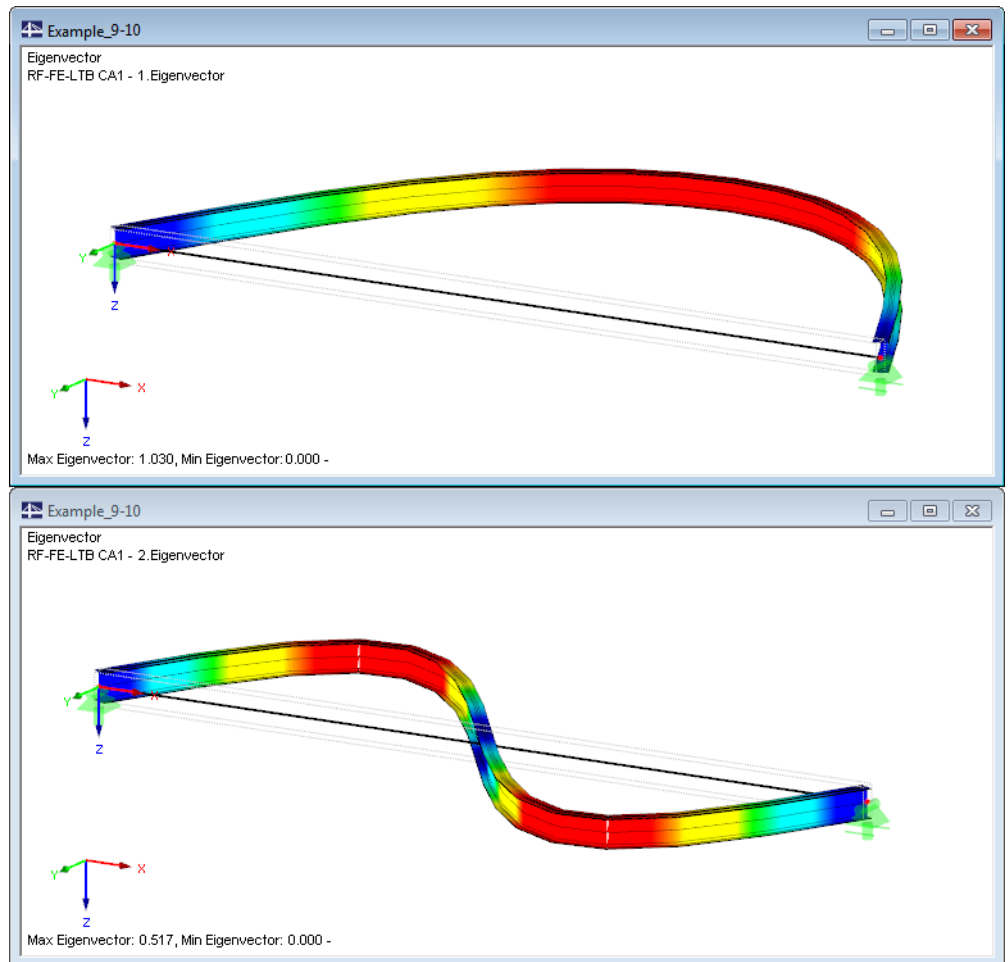 Example_9-10
Eigenvector
RF-FE-LTB CA1 - 1.Eigenvector
Y
X
Z
Y
X
Z
Max Eigenvector: 1.030, Min Eigenvector: 0.000 -
Example_9-10
Eigenvector
RF-FE-LTB CA1 - 2.Eigenvector
Y
X
Z
Y
X
Z
Max Eigenvector: 0.517, Min Eigenvector: 0.000 -